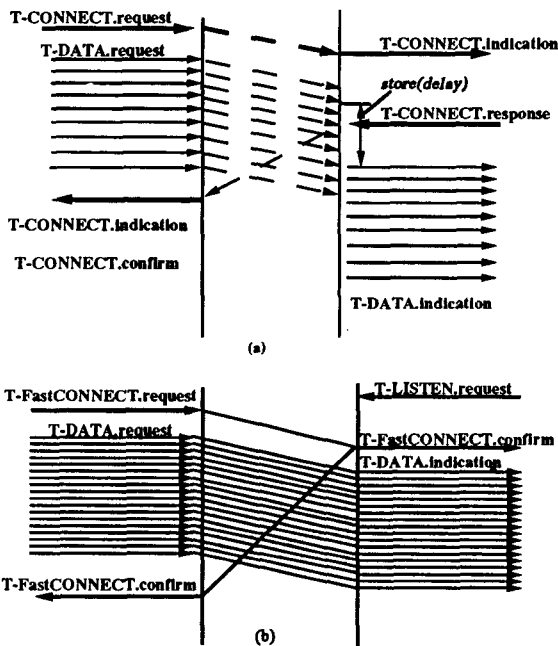 T-CONNECT.request
T-CONNECT.indication
T-DATA.request
store(delay)
T-CONNECT.response
T-CONNECT.indication
T-CONNECT.confirm
T-DATA.indication
(a)
T-FastCONNECT.request
T-LISTEN.request
T-DATA.request
T-FastCONNECT.confirm
T-DATA.indication
T-FastCONNECT.confirm
(b)